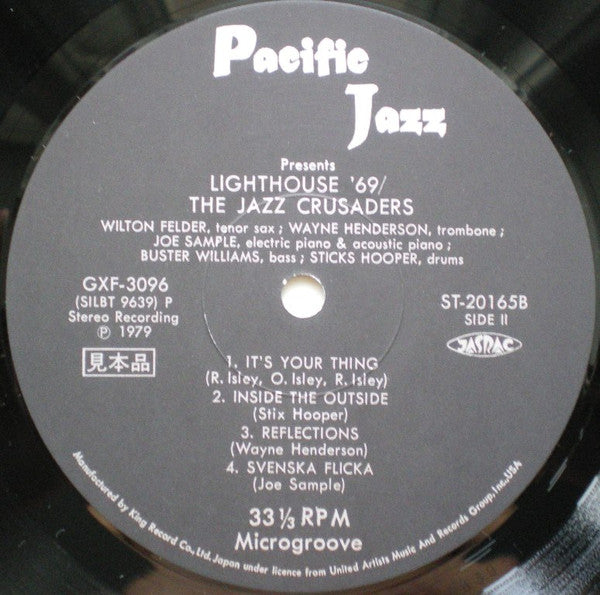 Pacific
Jazz
Presents
LIGHTHOUSE '69/
THE JAZZ CRUSADERS
WILTON FELDER, tenor sax ; WAYNE HENDERSON, trombone ;
JOE SAMPLE, electric piano & acoustic piano ;
BUSTER WILLIAMS, bass ; STICKS HOOPER, drums
GXF-3096
(SILBT 9639) P
Stereo Recording
Ⓟ 1979
見本品
ST-20165B
SIDE II
JASRAC
1. IT'S YOUR THING
(R. Isley, O. Isley, R. Isley)
2. INSIDE THE OUTSIDE
(Stix Hooper)
3. REFLECTIONS
(Wayne Henderson)
4. SVENSKA FLICKA
(Joe Sample)
33 1/3 RPM
Microgroove
Manufactured by King Record Co., Ltd. Japan under licence from United Artists Music And Records Group, Inc., USA